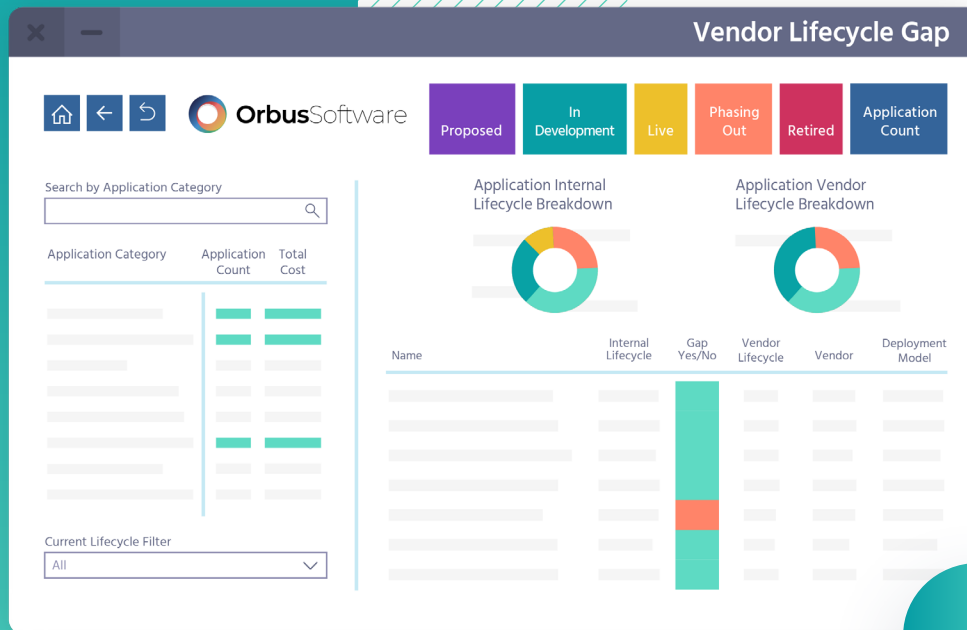 Vendor Lifecycle Gap
OrbusSoftware
Proposed
In
Development
Live
Phasing
Out
Retired
Application
Count
Search by Application Category
Application Category
Application
Count
Total
Cost
Current Lifecycle Filter
All
Application Internal
Lifecycle Breakdown
Application Vendor
Lifecycle Breakdown
Name
Internal
Lifecycle
Gap
Yes/No
Vendor
Lifecycle
Vendor
Deployment
Model